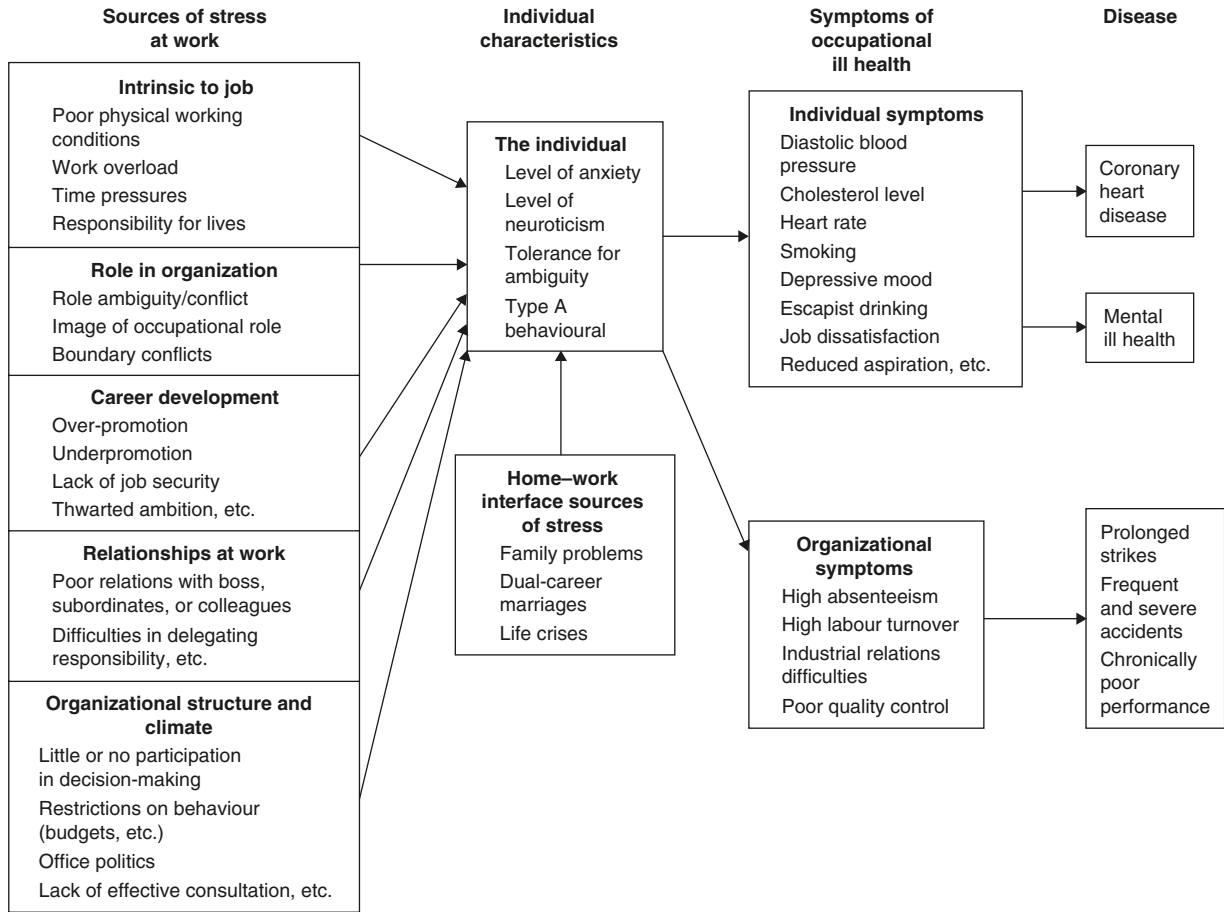 Sources of stress
at work
Individual
characteristics
Symptoms of
occupational
ill health
Disease
Intrinsic to job
Poor physical working
conditions
Work overload
Time pressures
Responsibility for lives
Role in organization
Role ambiguity/conflict
Image of occupational role
Boundary conflicts
Career development
Over-promotion
Underpromotion
Lack of job security
Thwarted ambition, etc.
Relationships at work
Poor relations with boss,
subordinates, or colleagues
Difficulties in delegating
responsibility, etc.
Organizational structure and
climate
Little or no participation
in decision-making
Restrictions on behaviour
(budgets, etc.)
Office politics
Lack of effective consultation, etc.
The individual
Level of anxiety
Level of
neuroticism
Tolerance for
ambiguity
Type A
behavioural
Home–work
interface sources
of stress
Family problems
Dual-career
marriages
Life crises
Individual symptoms
Diastolic blood
pressure
Cholesterol level
Heart rate
Smoking
Depressive mood
Escapist drinking
Job dissatisfaction
Reduced aspiration, etc.
Organizational
symptoms
High absenteeism
High labour turnover
Industrial relations
difficulties
Poor quality control
Coronary
heart
disease
Mental
ill health
Prolonged
strikes
Frequent
and severe
accidents
Chronically
poor
performance